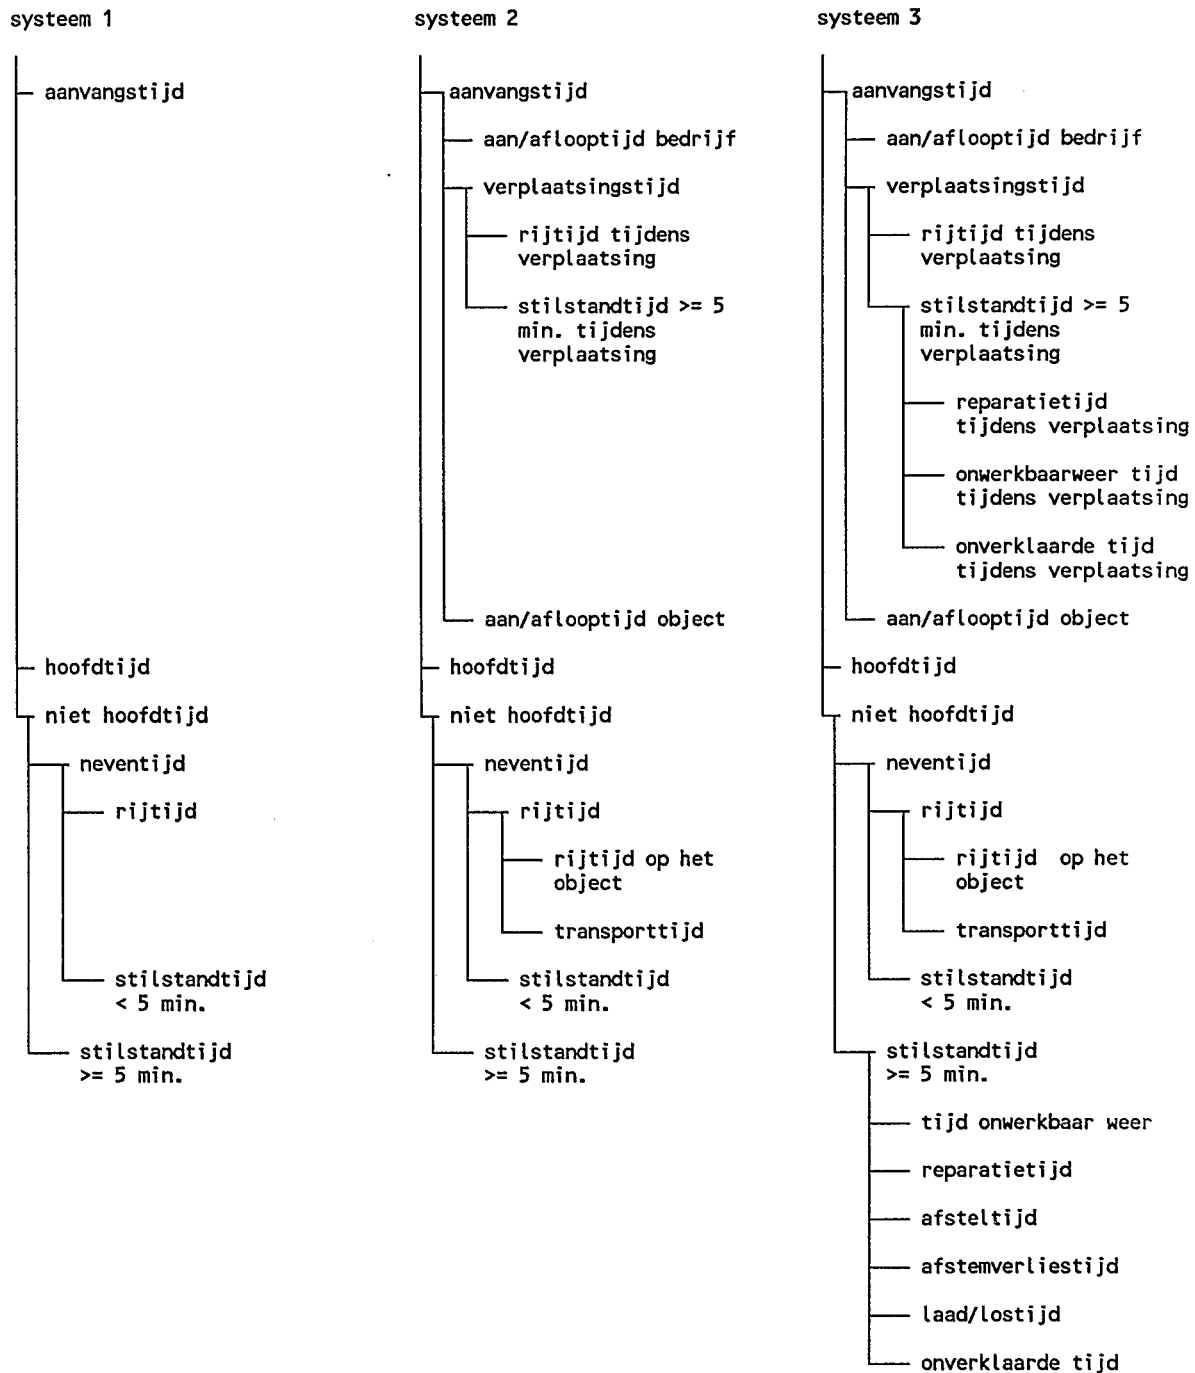 systeem 1
aanvangstijd
hoofdtijd
niet hoofdtijd
neventijd
rijtijd
stilstandtijd
< 5 min.
stilstandtijd
>= 5 min.
systeem 2
aanvangstijd
aan/aflooptijd bedrijf
verplaatsingstijd
rijtijd tijdens
verplaatsing
stilstandtijd >= 5
min. tijdens
verplaatsing
aan/aflooptijd object
hoofdtijd
niet hoofdtijd
neventijd
rijtijd
rijtijd op het
object
transporttijd
stilstandtijd
< 5 min.
stilstandtijd
>= 5 min.
systeem 3
aanvangstijd
aan/aflooptijd bedrijf
verplaatsingstijd
rijtijd tijdens
verplaatsing
stilstandtijd >= 5
min. tijdens
verplaatsing
reparatietijd
tijdens verplaatsing
onwerkbaarweer tijd
tijdens verplaatsing
onverklaarde tijd
tijdens verplaatsing
aan/aflooptijd object
hoofdtijd
niet hoofdtijd
neventijd
rijtijd
rijtijd op het
object
transporttijd
stilstandtijd
< 5 min.
stilstandtijd
>= 5 min.
tijd onwerkbaar weer
reparatietijd
afsteltijd
afstemverliestijd
laad/lostijd
onverklaarde tijd